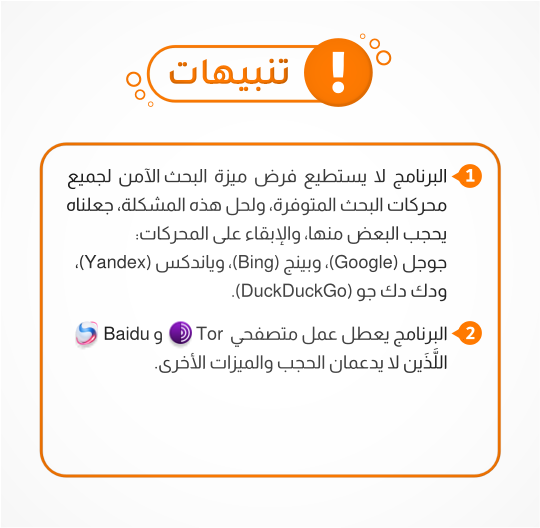 تنبيهات
1 البرنامج لا يستطيع فرض ميزة البحث الآمن لجميع
محركات البحث المتوفرة، ولحل هذه المشكلة، جعلناه
يحجب البعض منها، والإبقاء على المحركات:
جوجل (Google)، وبينج (Bing)، وياندكس (Yandex)،
ودك دك جو (DuckDuckGo).
2 البرنامج يعطل عمل متصفحي Tor و Baidu
اللَّذَين لا يدعمان الحجب والميزات الأخرى.